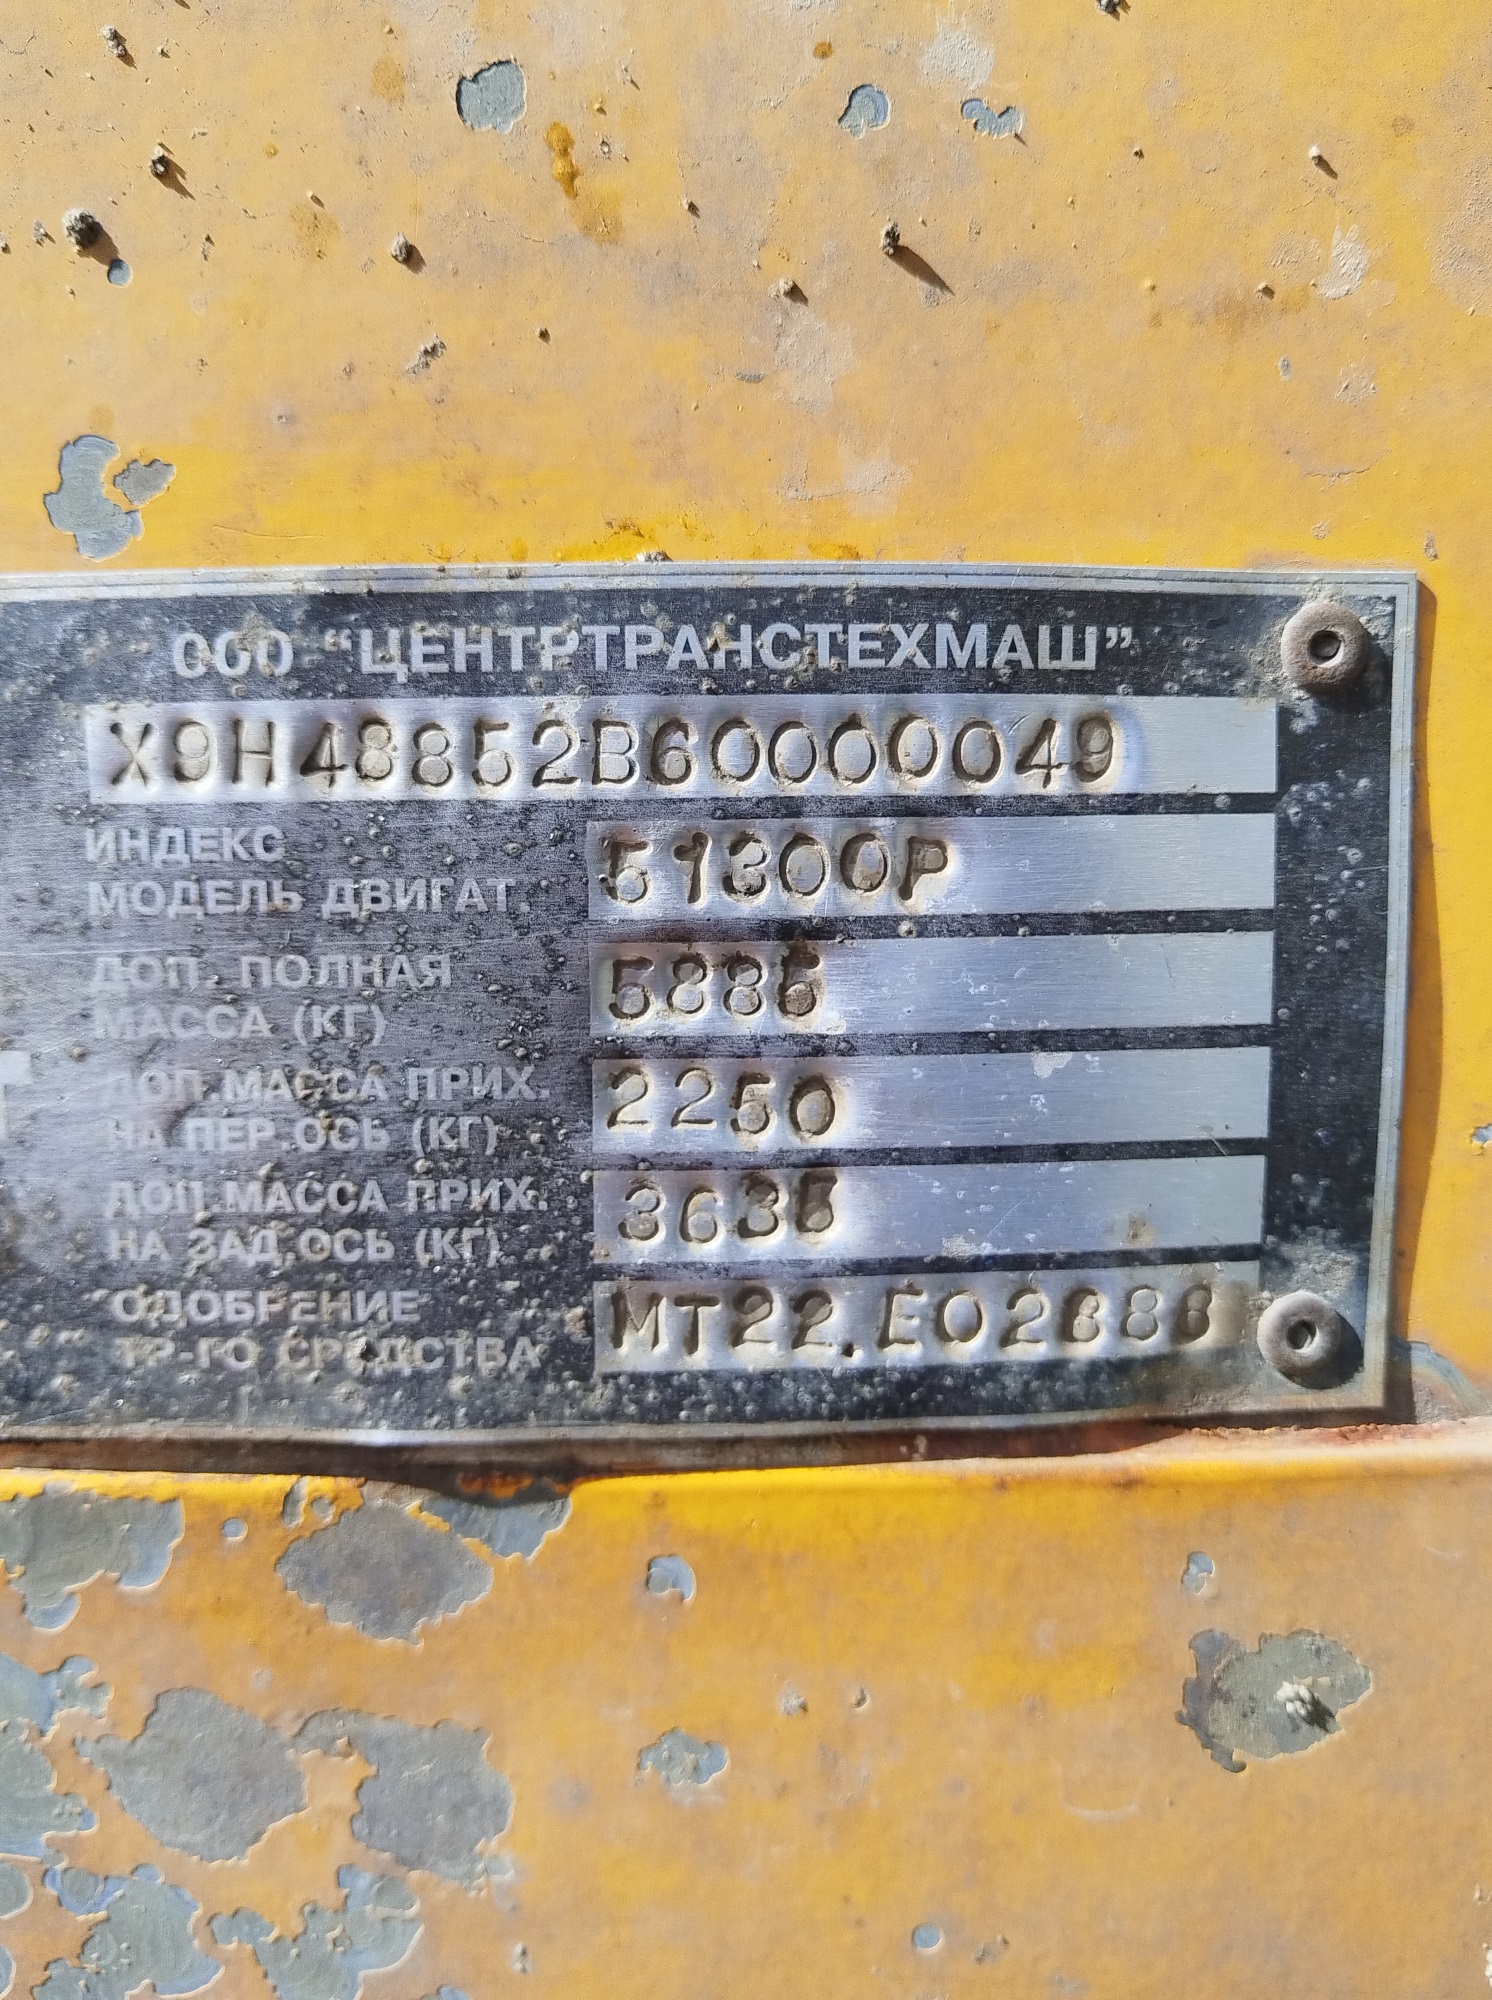 ООО “ЦЕНТРТРАНСТЕХМАШ”
X9H48852B60000049
ИНДЕКС
МОДЕЛЬ ДВИГАТ. 51300Р
ДОП. ПОЛНАЯ
МАССА (КГ) 5885
ДОП.МАССА ПРИХ.
НА ПЕР.ОСЬ (КГ) 2250
ДОП.МАССА ПРИХ.
НА ЗАД.ОСЬ (КГ) 3635
ОДОБРЕНИЕ
ТР-ГО СРЕДСТВА МТ22.Е02888